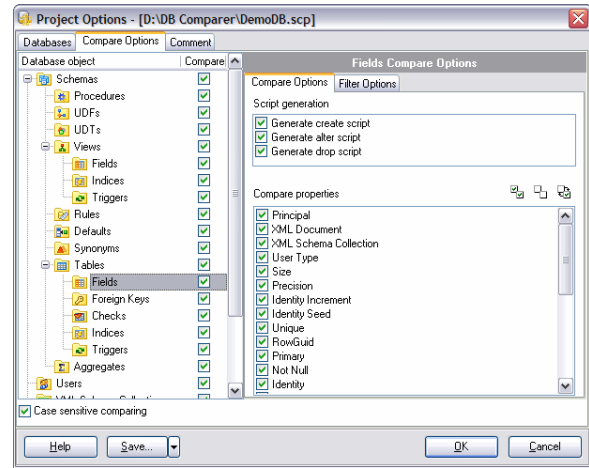 Project Options - [D:\DB Comparer\DemoDB.scp]
Databases Compare Options Comment
Database object Compare
Schemas
Procedures
UDFs
UDTs
Views
Fields
Indices
Triggers
Rules
Defaults
Synonyms
Tables
Fields
Foreign Keys
Checks
Indices
Triggers
Aggregates
Users
Fields Compare Options
Compare Options Filter Options
Script generation
Generate create script
Generate alter script
Generate drop script
Compare properties
Principal
XML Document
XML Schema Collection
User Type
Size
Precision
Identity Increment
Identity Seed
Unique
RowGuid
Primary
Not Null
Identity
Case sensitive comparing
Help Save... OK Cancel